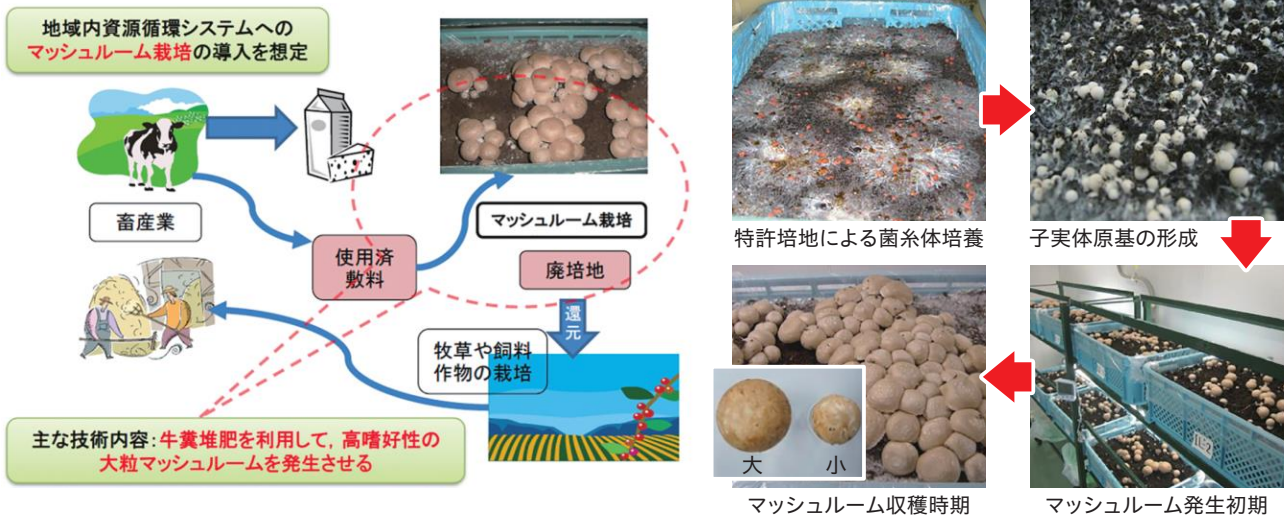 地域内資源循環システムへの
マッシュルーム栽培の導入を想定
畜産業
使用済
敷料
マッシュルーム栽培
廃培地
還元
牧草や飼料
作物の栽培
主な技術内容：牛糞堆肥を利用して，高嗜好性の
大粒マッシュルームを発生させる
特許培地による菌糸体培養
子実体原基の形成
大
小
マッシュルーム収穫時期
II-2
マッシュルーム発生初期